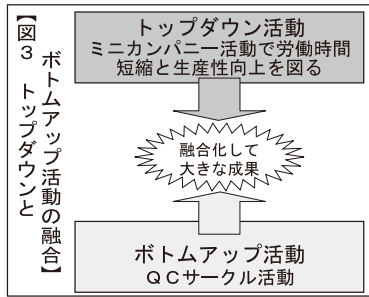 【図3　トップダウンと
ボトムアップ活動の融合】
トップダウン活動
ミニカンパニー活動で労働時間
短縮と生産性向上を図る
融合化して
大きな成果
ボトムアップ活動
ＱＣサークル活動